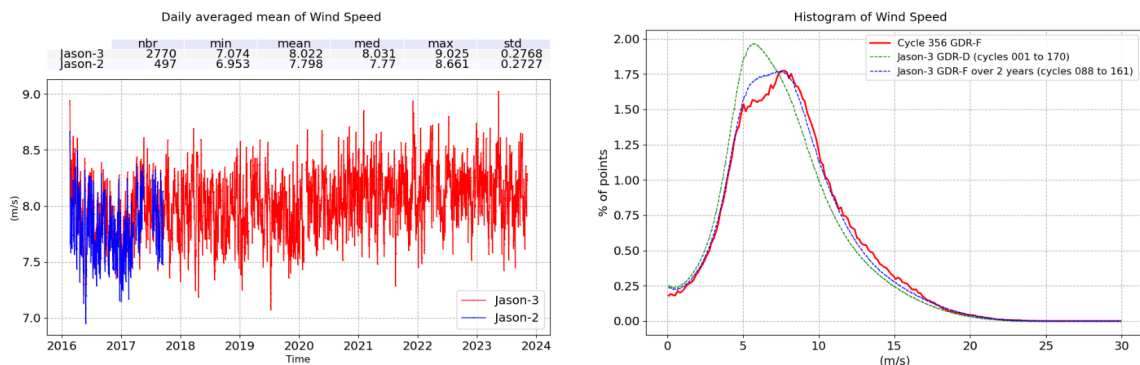 Daily averaged mean of Wind Speed
nbr min mean med max std
Jason-3 2770 7.074 8.022 8.031 9.025 0.2768
Jason-2 497 6.953 7.798 7.77 8.661 0.2727
9.0
8.5
8.0
7.5
7.0
(m/s)
Jason-3
Jason-2
2016 2017 2018 2019 2020 2021 2022 2023 2024
Time
Histogram of Wind Speed
2.00
1.75
1.50
1.25
1.00
0.75
0.50
0.25
0.00
% of points
Cycle 356 GDR-F
Jason-3 GDR-D (cycles 001 to 170)
Jason-3 GDR-F over 2 years (cycles 088 to 161)
0 5 10 15 20 25 30
(m/s)